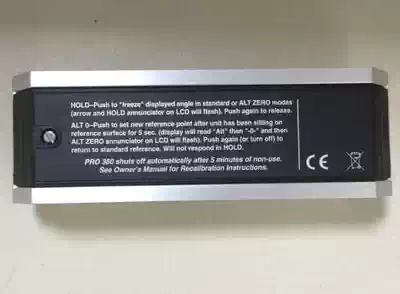 HOLD–Push to "freeze" displayed angle in standard or ALT ZERO modes
(arrow and HOLD annunciator on LCD will flash). Push again to release.
ALT 0–Push to set new reference point after unit has been sitting on
reference surface for 5 sec. (display will read "Alt" then "-0-" and then
ALT ZERO annunciator on LCD will flash). Push again (or turn off) to
return to standard reference. Will not respond in HOLD.
PRO 360 shuts off automatically after 5 minutes of non-use.
See Owner's Manual for Recalibration Instructions.
CE